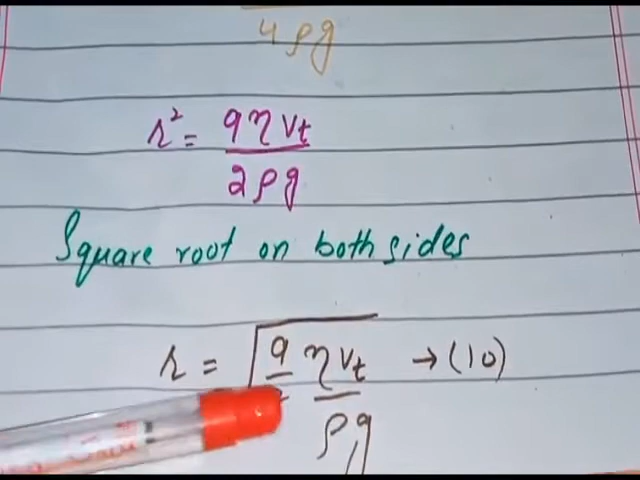 4ρg
r² = 9ηvt
2ρg
Square root on both sides
r = √ 9 ηvt → (10)
ρg